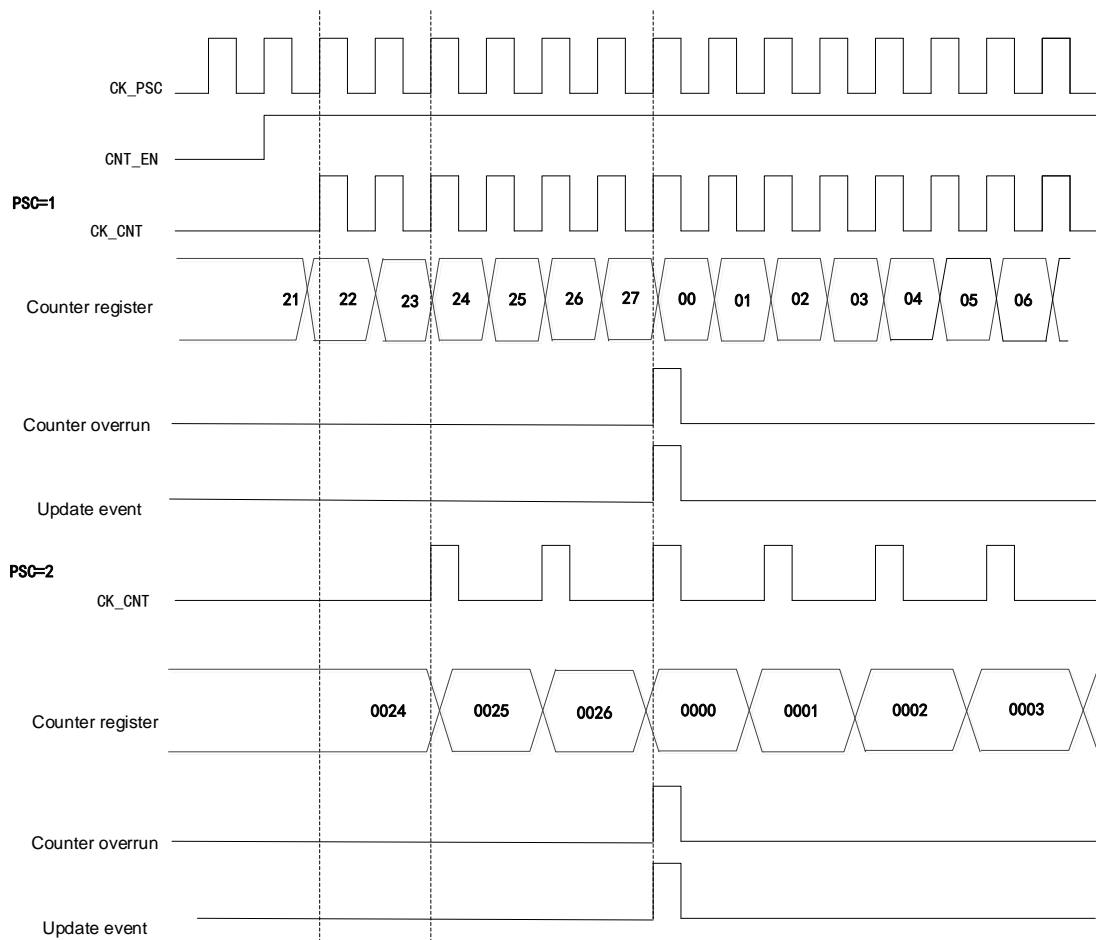 CK_PSC
CNT_EN
PSC=1
CK_CNT
Counter register 21 22 23 24 25 26 27 00 01 02 03 04 05 06
Counter overrun
Update event
PSC=2
CK_CNT
Counter register 0024 0025 0026 0000 0001 0002 0003
Counter overrun
Update event